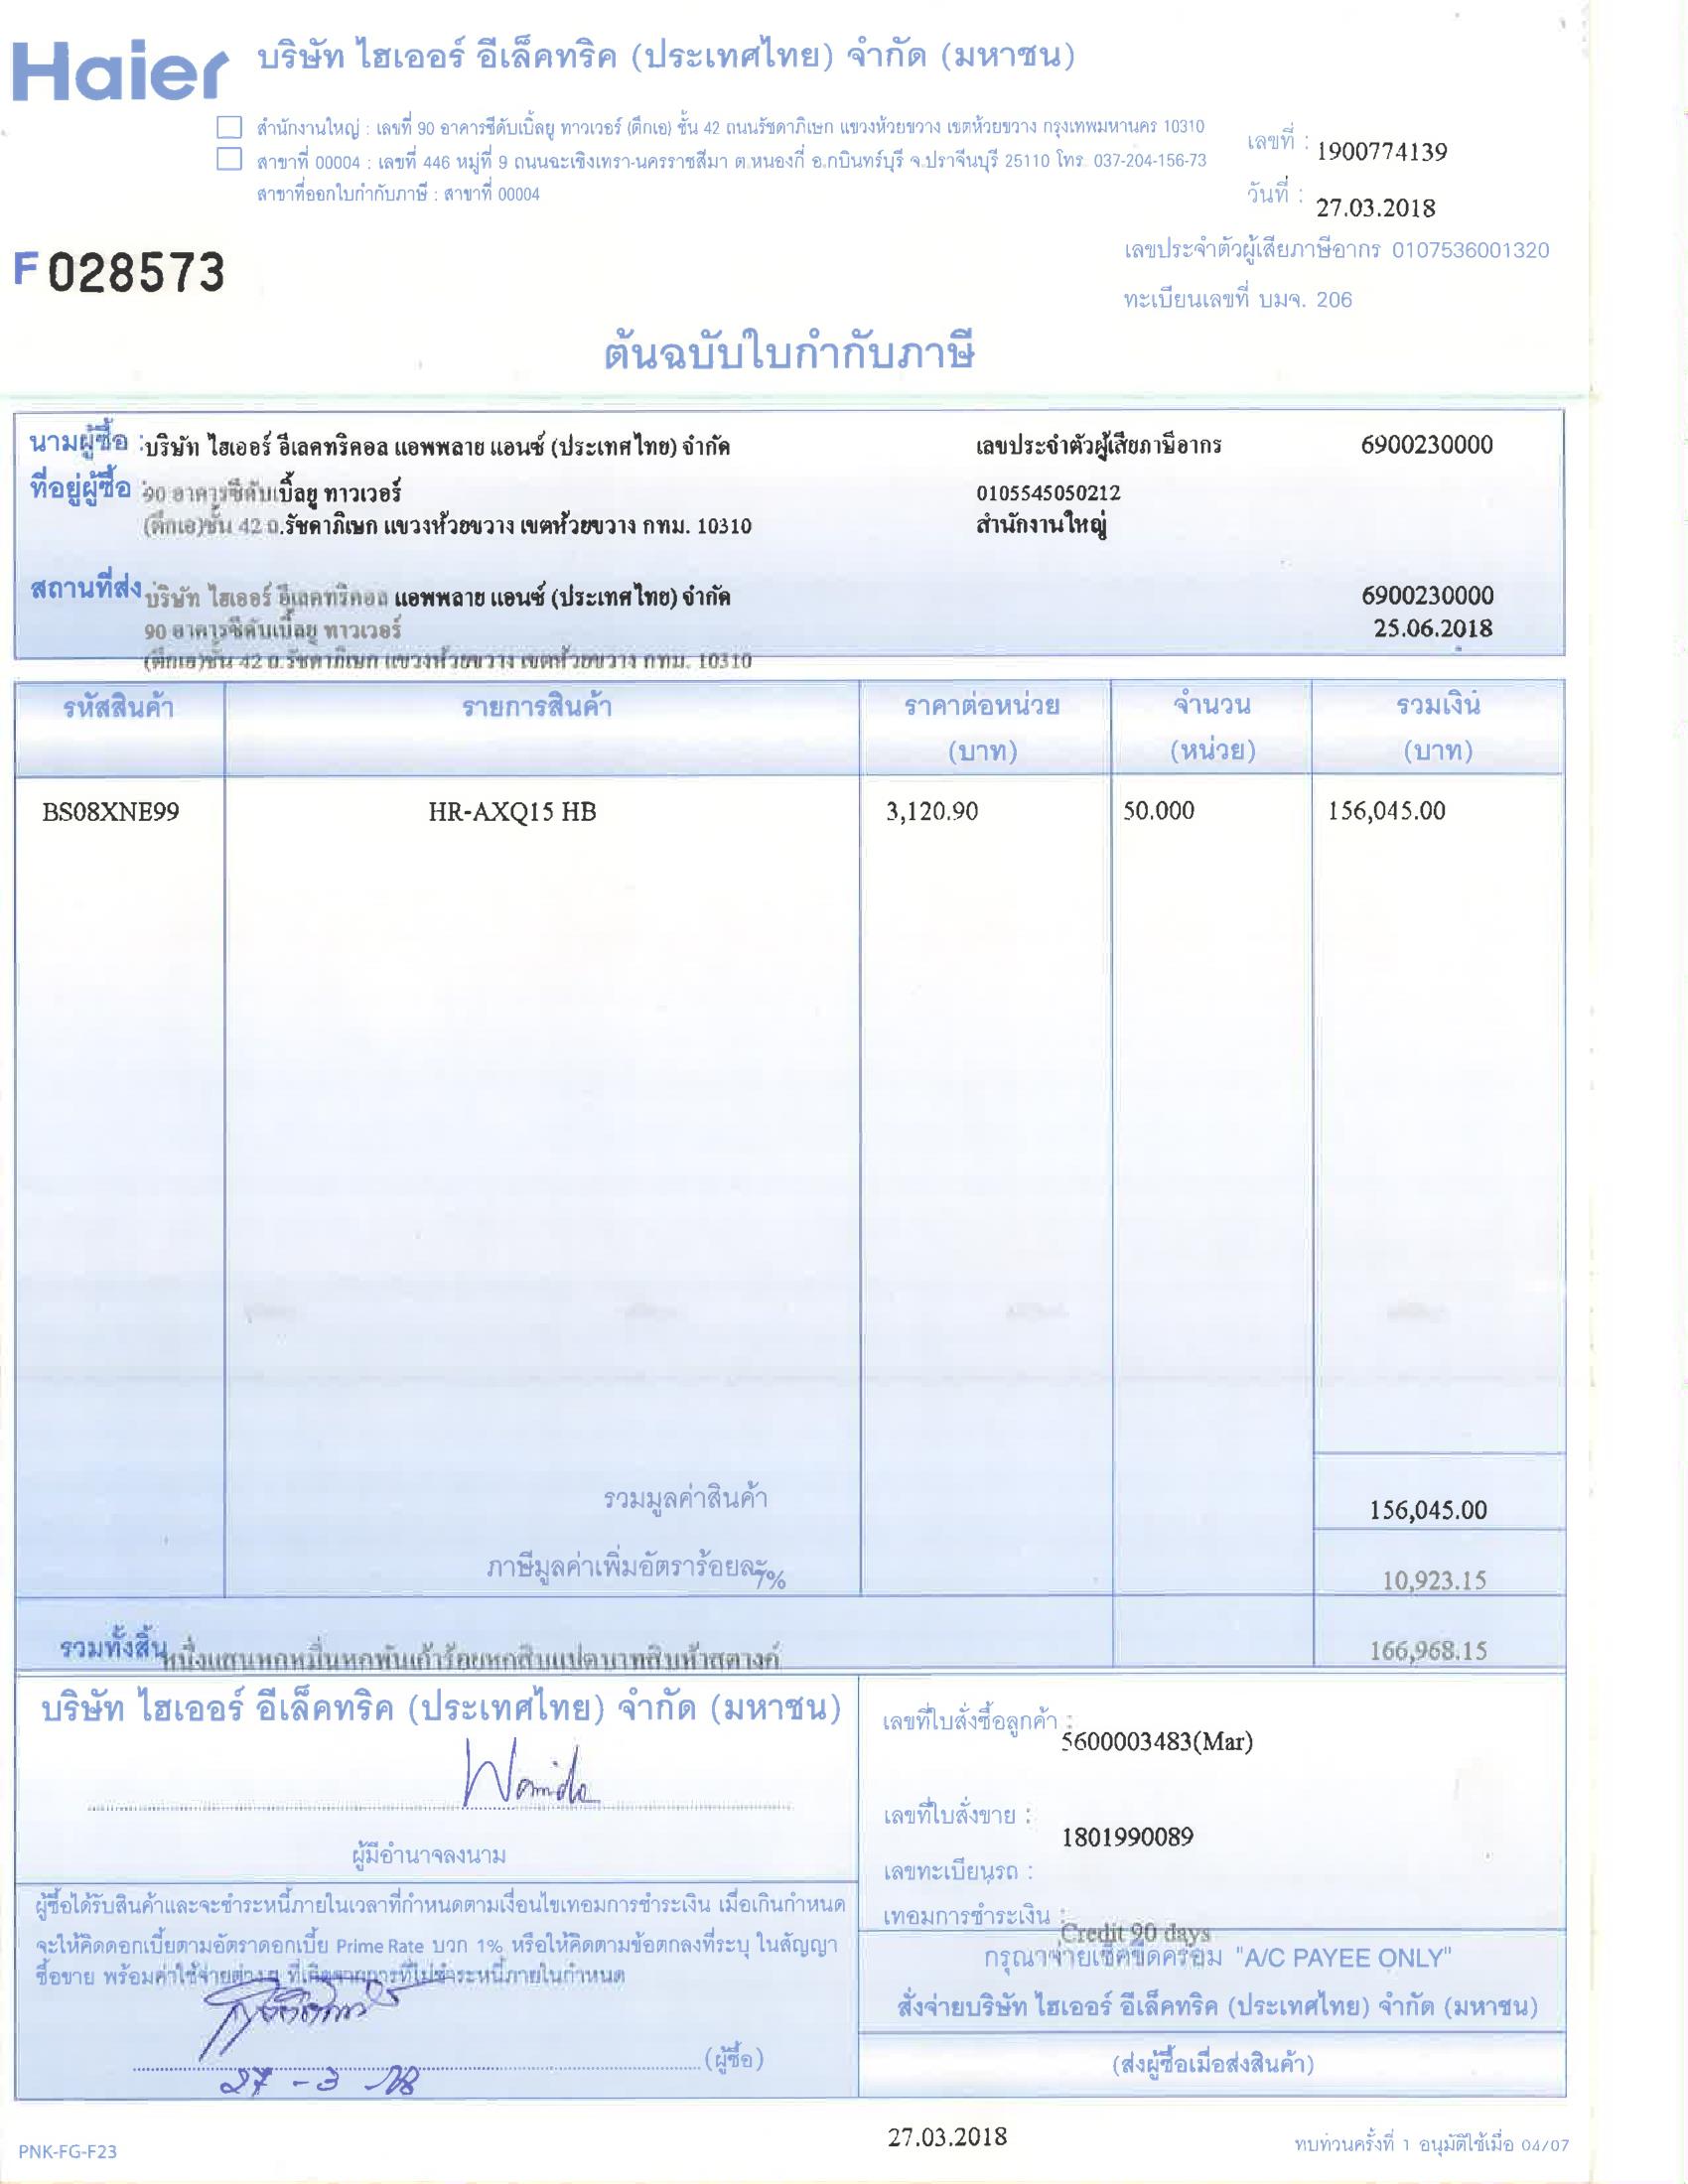 Haier บริษัท ไฮเออร์ อีเล็คทริค (ประเทศไทย) จำกัด (มหาชน)
สำนักงานใหญ่ : เลขที่ 90 อาคารซีดับเบิ้ลยู ทาวเวอร์ (ตึกเอ) ชั้น 42 ถนนรัชดาภิเษก แขวงห้วยขวาง เขตห้วยขวาง กรุงเทพมหานคร 10310
เลขที่ : 1900774139
สาขาที่ 00004 : เลขที่ 446 หมู่ที่ 9 ถนนฉะเชิงเทรา-นครราชสีมา ต.หนองกี่ อ.กบินทร์บุรี จ.ปราจีนบุรี 25110 โทร. 037-204-156-73
สาขาที่ออกใบกำกับภาษี : สาขาที่ 00004
วันที่ : 27.03.2018
เลขประจำตัวผู้เสียภาษีอากร 0107536001320
F 028573
ทะเบียนเลขที่ บมจ. 206
ต้นฉบับใบกำกับภาษี
นามผู้ซื้อ : บริษัท ไฮเออร์ อีเลคทริคอล แอพพลาย แอนซ์ (ประเทศไทย) จำกัด เลขประจำตัวผู้เสียภาษีอากร 6900230000
ที่อยู่ผู้ซื้อ : 90 อาคารซีดับเบิ้ลยู ทาวเวอร์ 0105545050212
(ตึกเอ)ชั้น 42 ถ.รัชดาภิเษก แขวงห้วยขวาง เขตห้วยขวาง กทม. 10310 สำนักงานใหญ่
สถานที่ส่ง : บริษัท ไฮเออร์ อีเลคทริคอล แอพพลาย แอนซ์ (ประเทศไทย) จำกัด 6900230000
90 อาคารซีดับเบิ้ลยู ทาวเวอร์ 25.06.2018
(ตึกเอ)ชั้น 42 ถ.รัชดาภิเษก แขวงห้วยขวาง เขตห้วยขวาง กทม. 10310
รหัสสินค้า รายการสินค้า ราคาต่อหน่วย จำนวน รวมเงิน
(บาท) (หน่วย) (บาท)
BS08XNE99 HR-AXQ15 HB 3,120.90 50.000 156,045.00
รวมมูลค่าสินค้า 156,045.00
ภาษีมูลค่าเพิ่มอัตราร้อยละ 7% 10,923.15
รวมทั้งสิ้น หนึ่งแสนหกหมื่นหกพันเก้าร้อยหกสิบแปดบาทสิบห้าสตางค์ 166,968.15
บริษัท ไฮเออร์ อีเล็คทริค (ประเทศไทย) จำกัด (มหาชน)
เลขที่ใบสั่งซื้อลูกค้า : 5600003483(Mar)
Wanida
เลขที่ใบสั่งขาย : 1801990089
ผู้มีอำนาจลงนาม
เลขทะเบียนรถ :
ผู้ซื้อได้รับสินค้าและจะชำระหนี้ภายในเวลาที่กำหนดตามเงื่อนไขเทอมการชำระเงิน เมื่อเกินกำหนด
จะให้คิดดอกเบี้ยตามอัตราดอกเบี้ย Prime Rate บวก 1% หรือให้คิดตามข้อตกลงที่ระบุ ในสัญญา
ซื้อขาย พร้อมค่าใช้จ่ายต่างๆ ที่เกิดจากการที่ไม่ชำระหนี้ภายในกำหนด
เทอมการชำระเงิน : Credit 90 days
กรุณาจ่ายเช็คขีดคร่อม "A/C PAYEE ONLY"
สั่งจ่ายบริษัท ไฮเออร์ อีเล็คทริค (ประเทศไทย) จำกัด (มหาชน)
(ผู้ซื้อ)
27-3-18
(ส่งผู้ซื้อเมื่อส่งสินค้า)
27.03.2018
PNK-FG-F23 ทบทวนครั้งที่ 1 อนุมัติใช้เมื่อ 04/07